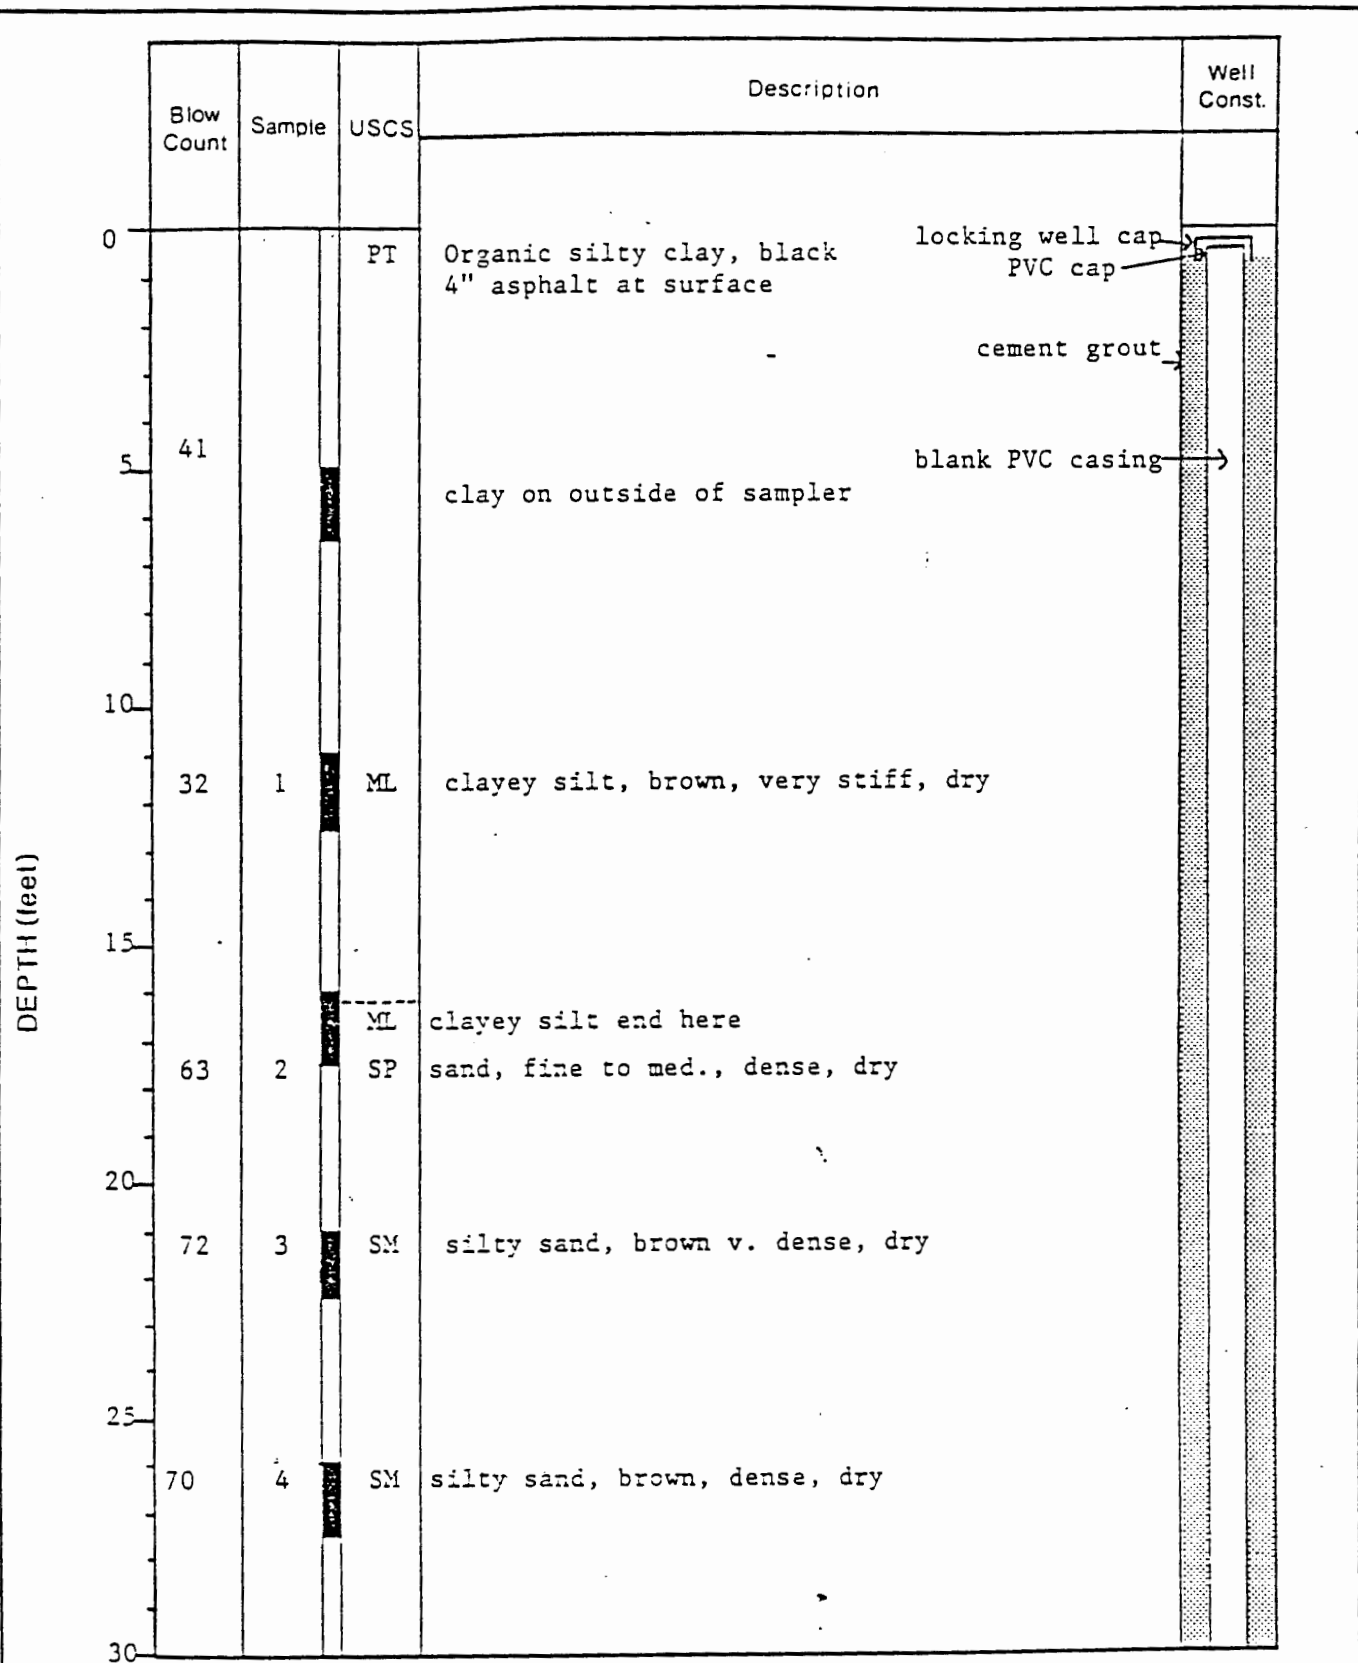 Blow Count
Sample
USCS
Description
Well Const.
0
PT
Organic silty clay, black
4" asphalt at surface
locking well cap
PVC cap
cement grout
41
5
blank PVC casing
clay on outside of sampler
10
32 1 ML clayey silt, brown, very stiff, dry
DEPTH (feet)
15
ML clayey silt end here
63 2 SP sand, fine to med., dense, dry
20
72 3 SM silty sand, brown v. dense, dry
25
70 4 SM silty sand, brown, dense, dry
30